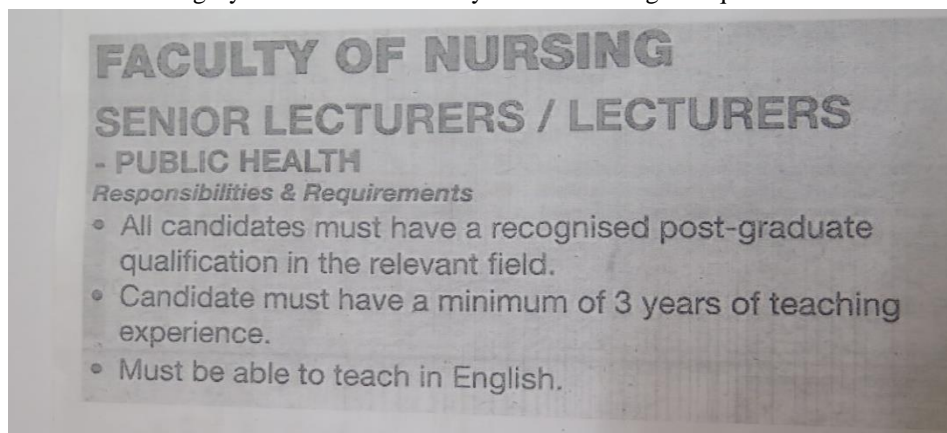 FACULTY OF NURSING
SENIOR LECTURERS / LECTURERS
- PUBLIC HEALTH
Responsibilities & Requirements
• All candidates must have a recognised post-graduate
qualification in the relevant field.
• Candidate must have a minimum of 3 years of teaching
experience.
• Must be able to teach in English.